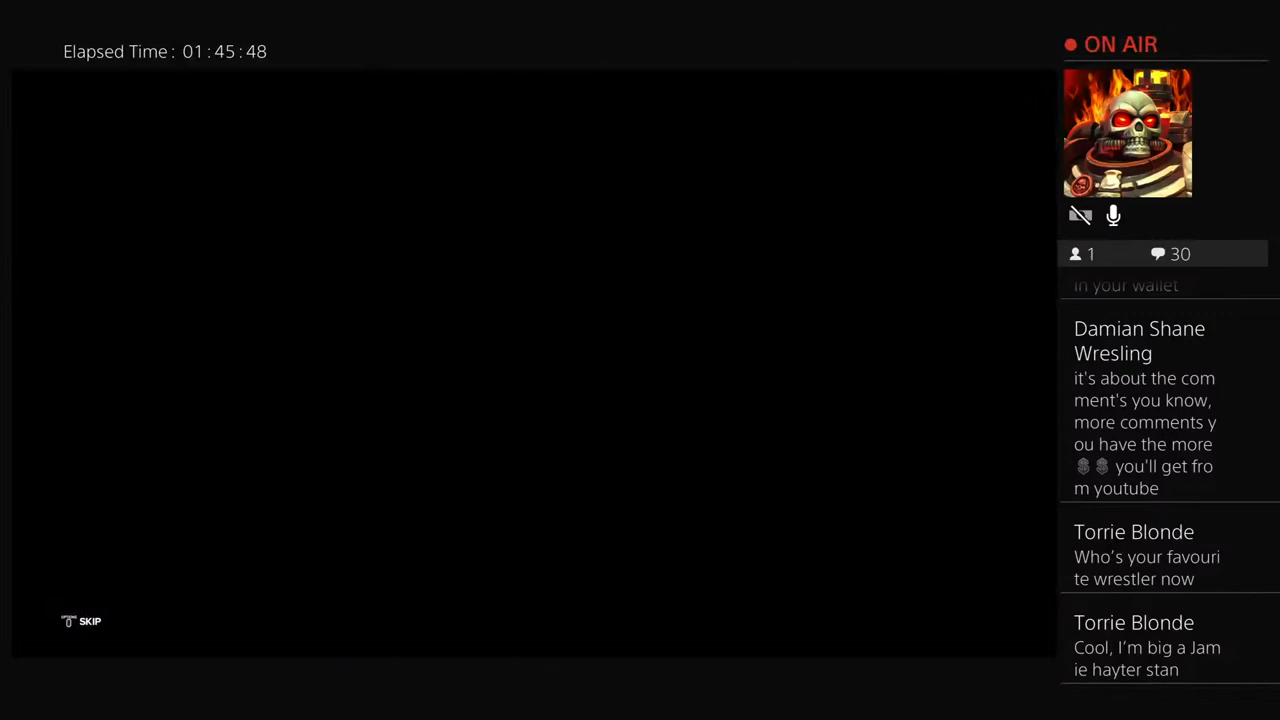 Elapsed Time: 01:45:48
ON AIR
1 30
in your wallet
Damian Shane
Wresling
it's about the com
ment's you know,
more comments y
ou have the more
💲💲 you'll get fro
m youtube
Torrie Blonde
Who's your favouri
te wrestler now
Torrie Blonde
Cool, I'm big a Jam
ie hayter stan
OPTIONS
SKIP